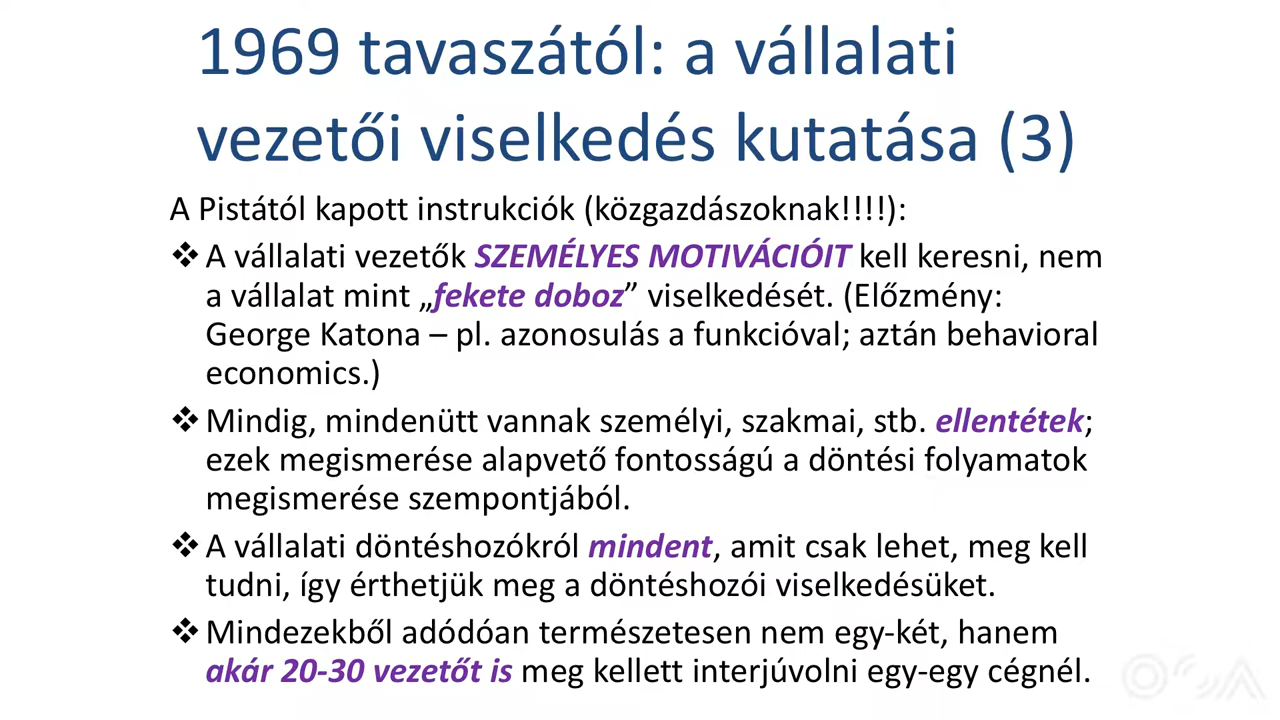 1969 tavaszától: a vállalati
vezetői viselkedés kutatása (3)
A Pistától kapott instrukciók (közgazdászoknak!!!!):
❖ A vállalati vezetők SZEMÉLYES MOTIVÁCIÓIT kell keresni, nem
a vállalat mint „fekete doboz” viselkedését. (Előzmény:
George Katona – pl. azonosulás a funkcióval; aztán behavioral
economics.)
❖ Mindig, mindenütt vannak személyi, szakmai, stb. ellentétek;
ezek megismerése alapvető fontosságú a döntési folyamatok
megismerése szempontjából.
❖ A vállalati döntéshozókról mindent, amit csak lehet, meg kell
tudni, így érthetjük meg a döntéshozói viselkedésüket.
❖ Mindezekből adódóan természetesen nem egy-két, hanem
akár 20-30 vezetőt is meg kellett interjúvolni egy-egy cégnél.
OSA